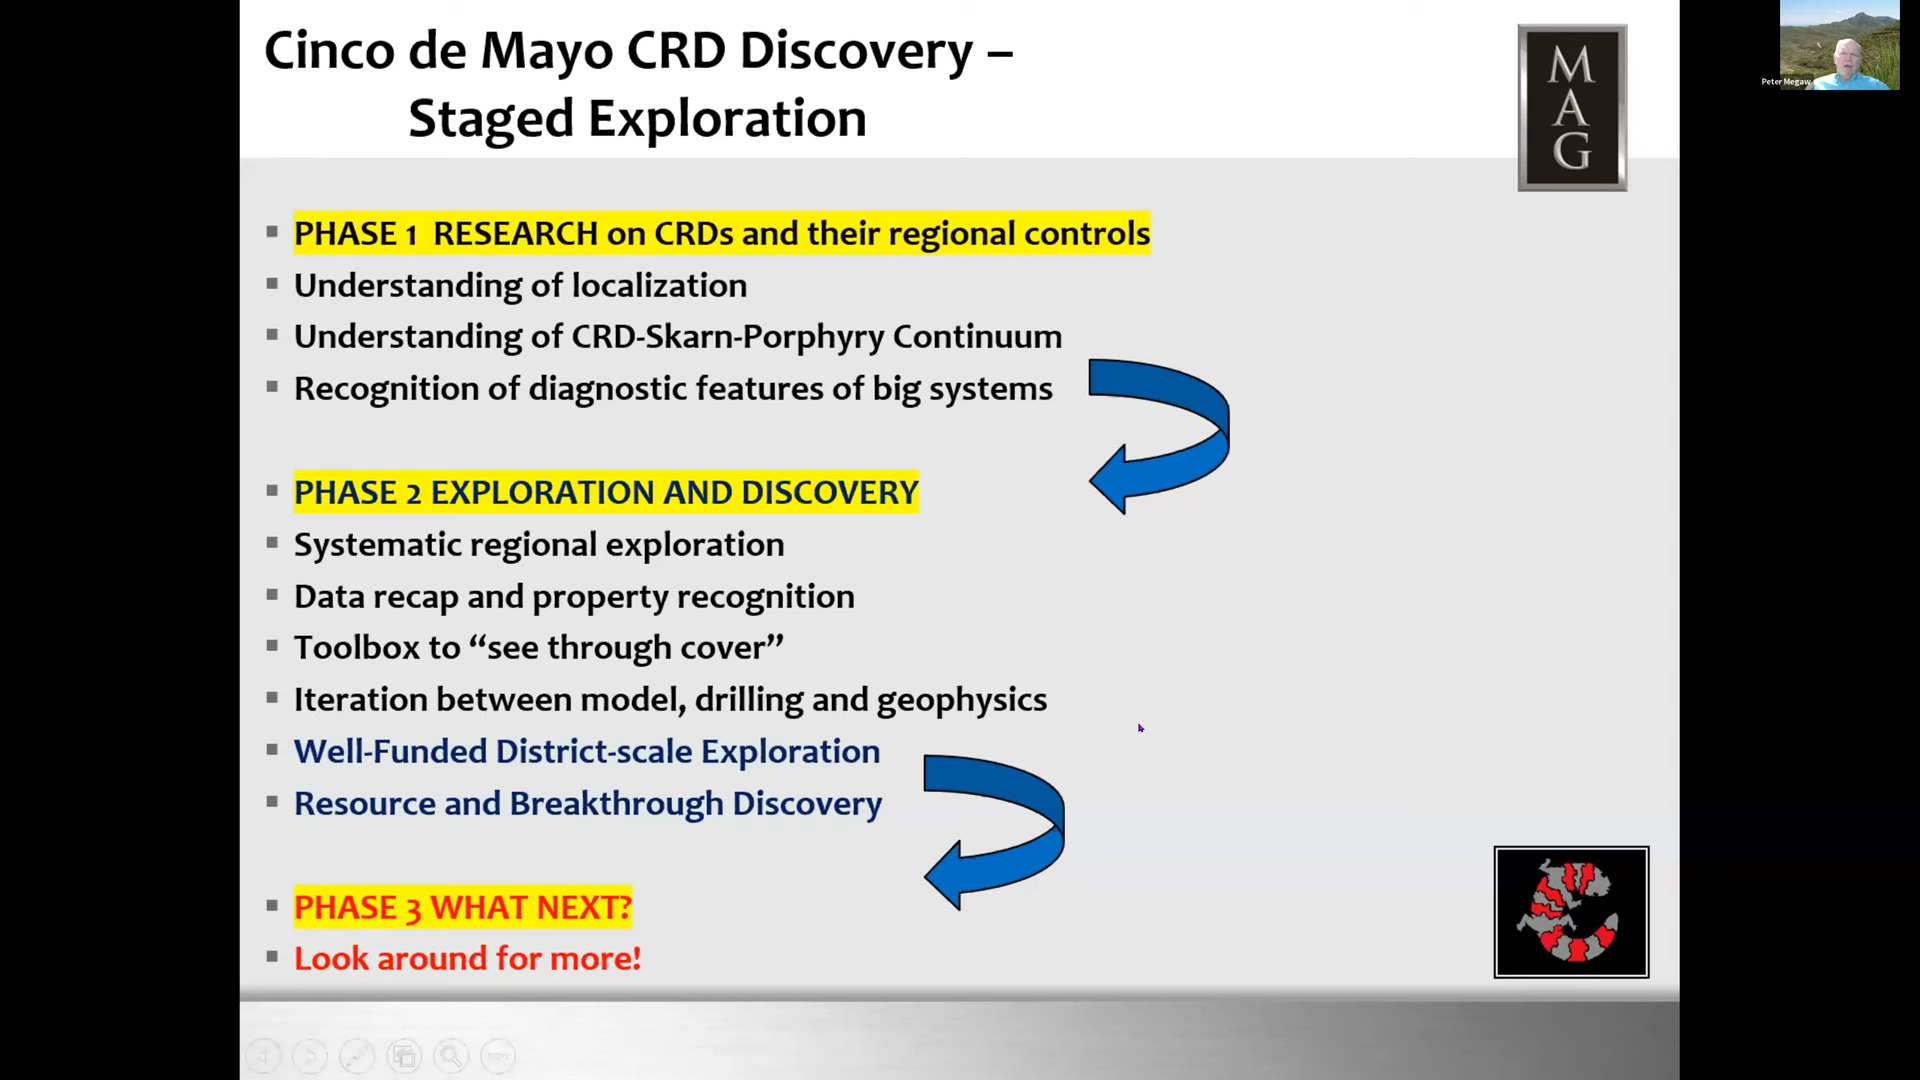 Cinco de Mayo CRD Discovery –
Staged Exploration
MAG
Peter Megaw
PHASE 1 RESEARCH on CRDs and their regional controls
Understanding of localization
Understanding of CRD-Skarn-Porphyry Continuum
Recognition of diagnostic features of big systems
PHASE 2 EXPLORATION AND DISCOVERY
Systematic regional exploration
Data recap and property recognition
Toolbox to “see through cover”
Iteration between model, drilling and geophysics
Well-Funded District-scale Exploration
Resource and Breakthrough Discovery
PHASE 3 WHAT NEXT?
Look around for more!